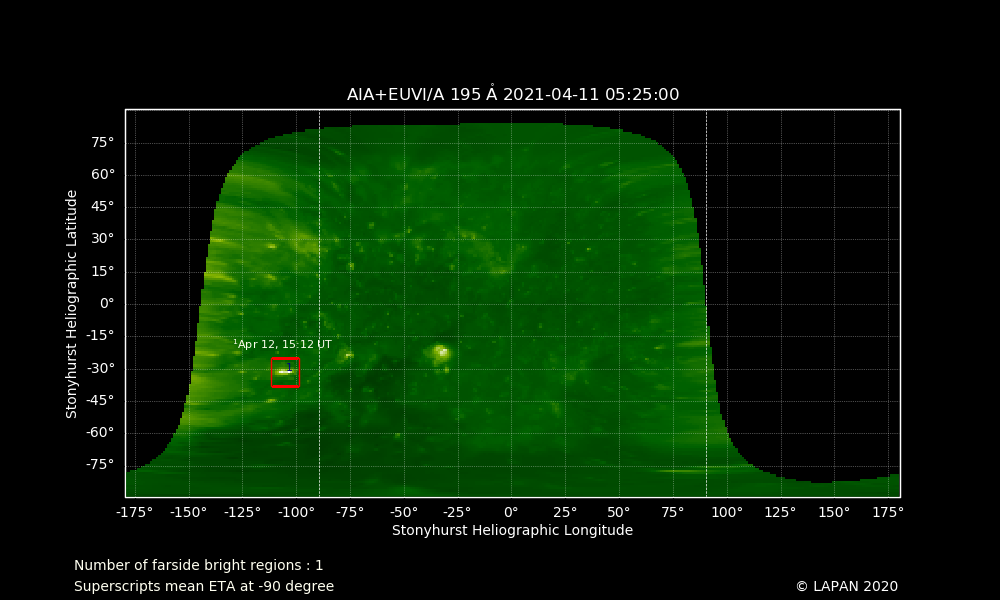 AIA+EUVI/A 195 Å 2021-04-11 05:25:00
Stonyhurst Heliographic Latitude
75°
60°
45°
30°
15°
0°
-15°
-30°
-45°
-60°
-75°
¹Apr 12, 15:12 UT
-175° -150° -125° -100° -75° -50° -25° 0° 25° 50° 75° 100° 125° 150° 175°
Stonyhurst Heliographic Longitude
Number of farside bright regions : 1
Superscripts mean ETA at -90 degree
© LAPAN 2020